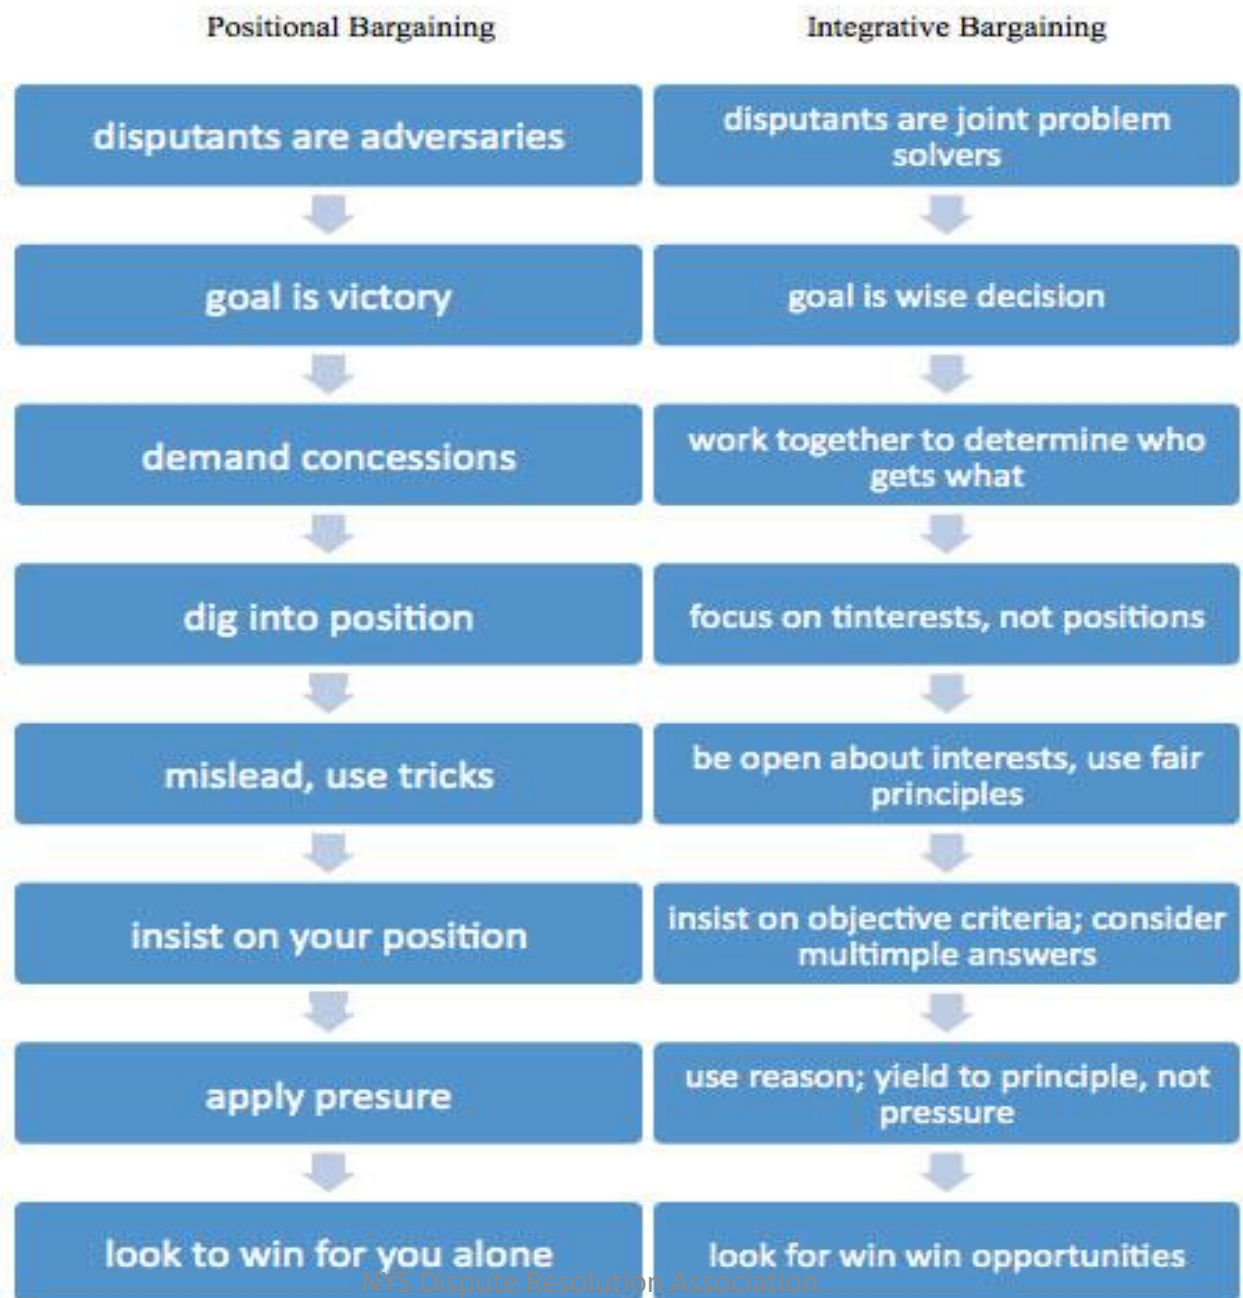 Positional Bargaining
disputants are adversaries
goal is victory
demand concessions
dig into position
mislead, use tricks
insist on your position
apply presure
look to win for you alone
Integrative Bargaining
disputants are joint problem
solvers
goal is wise decision
work together to determine who
gets what
focus on tinterests, not positions
be open about interests, use fair
principles
insist on objective criteria; consider
multimple answers
use reason; yield to principle, not
pressure
look for win win opportunities
NYS Dispute Resolution Association